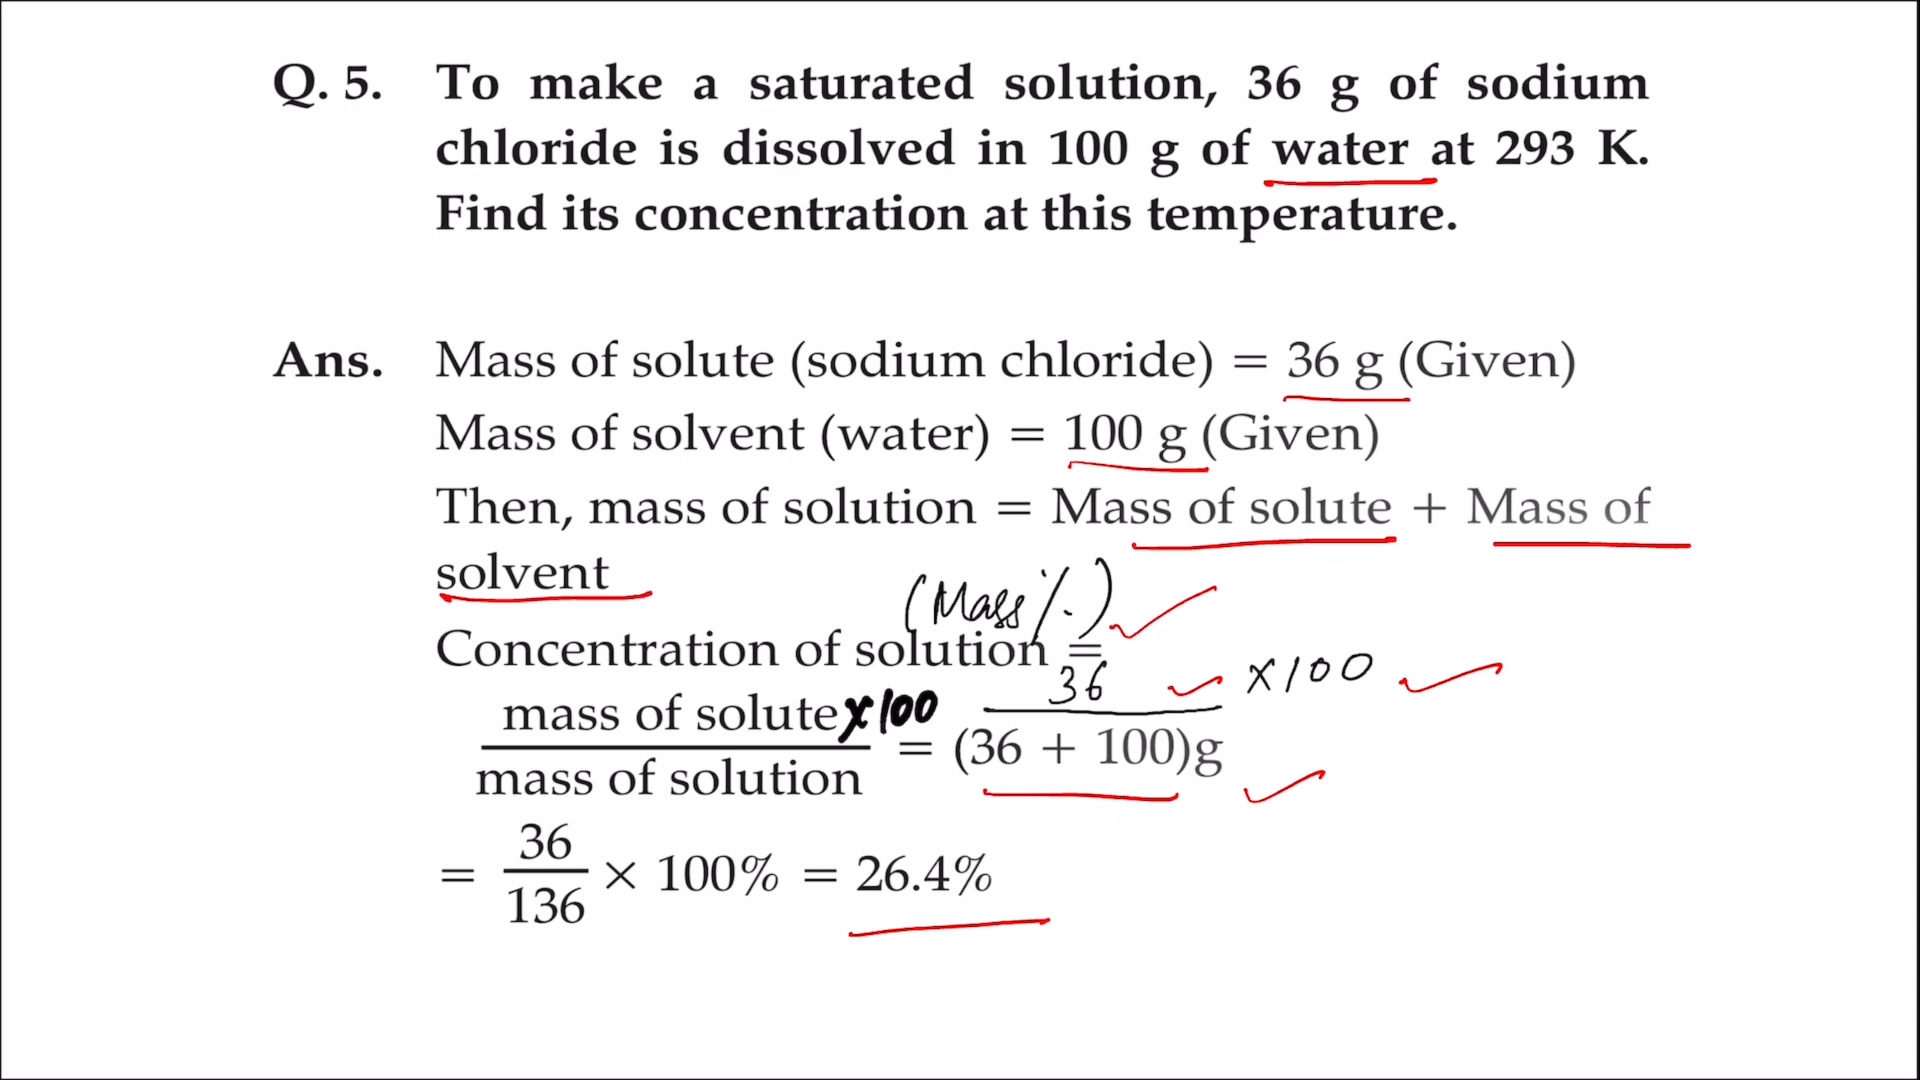 Q. 5. To make a saturated solution, 36 g of sodium
chloride is dissolved in 100 g of water at 293 K.
Find its concentration at this temperature.
Ans. Mass of solute (sodium chloride) = 36 g (Given)
Mass of solvent (water) = 100 g (Given)
Then, mass of solution = Mass of solute + Mass of
solvent
(Mass %)
Concentration of solution =
mass of solute x100 / mass of solution = 36 / (36 + 100)g x100
= 36/136 × 100% = 26.4%